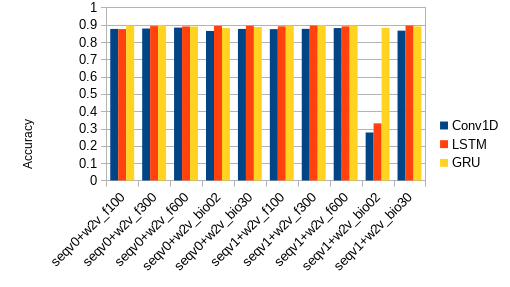 1
0.9
0.8
0.7
0.6
0.5
0.4
0.3
0.2
0.1
0
Accuracy
Conv1D
LSTM
GRU
seqv0+w2v_f100
seqv0+w2v_f300
seqv0+w2v_f600
seqv0+w2v_bio02
seqv0+w2v_bio30
seqv1+w2v_f100
seqv1+w2v_f300
seqv1+w2v_f600
seqv1+w2v_bio02
seqv1+w2v_bio30